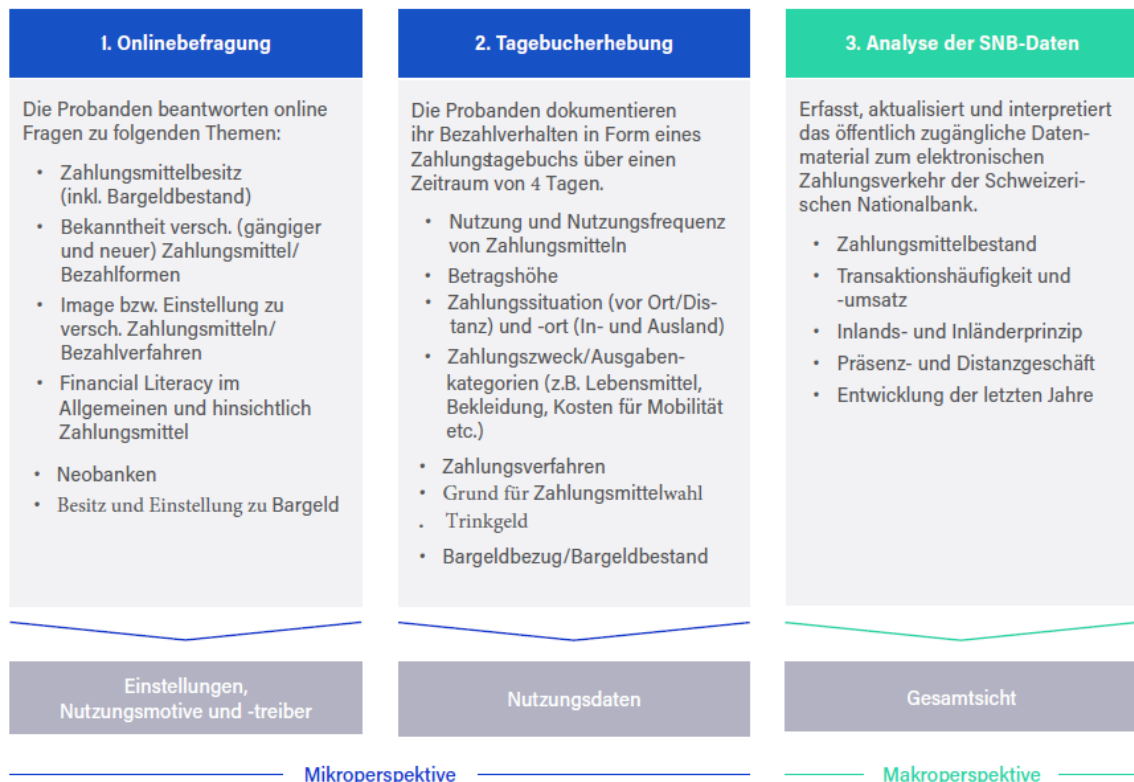 1. Onlinebefragung
Die Probanden beantworten online
Fragen zu folgenden Themen:
• Zahlungsmittelbesitz
(inkl. Bargeldbestand)
• Bekanntheit versch. (gängiger
und neuer) Zahlungsmittel/
Bezahlformen
• Image bzw. Einstellung zu
versch. Zahlungsmitteln/
Bezahlverfahren
• Financial Literacy im
Allgemeinen und hinsichtlich
Zahlungsmittel
• Neobanken
• Besitz und Einstellung zu Bargeld
Einstellungen,
Nutzungsmotive und -treiber
2. Tagebucherhebung
Die Probanden dokumentieren
ihr Bezahlverhalten in Form eines
Zahlungstagebuchs über einen
Zeitraum von 4 Tagen.
• Nutzung und Nutzungsfrequenz
von Zahlungsmitteln
• Betragshöhe
• Zahlungssituation (vor Ort/Dis-
tanz) und -ort (In- und Ausland)
• Zahlungszweck/Ausgaben-
kategorien (z.B. Lebensmittel,
Bekleidung, Kosten für Mobilität
etc.)
• Zahlungsverfahren
• Grund für Zahlungsmittelwahl
. Trinkgeld
• Bargeldbezug/Bargeldbestand
Nutzungsdaten
3. Analyse der SNB-Daten
Erfasst, aktualisiert und interpretiert
das öffentlich zugängliche Daten-
material zum elektronischen
Zahlungsverkehr der Schweizeri-
schen Nationalbank.
• Zahlungsmittelbestand
• Transaktionshäufigkeit und
-umsatz
• Inlands- und Inländerprinzip
• Präsenz- und Distanzgeschäft
• Entwicklung der letzten Jahre
Gesamtsicht
Mikroperspektive
Makroperspektive